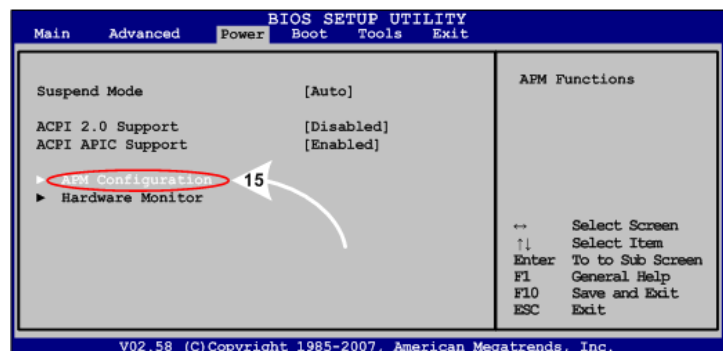 BIOS SETUP UTILITY
Main Advanced Power Boot Tools Exit
Suspend Mode [Auto]
ACPI 2.0 Support [Disabled]
ACPI APIC Support [Enabled]
► APM Configuration 15
► Hardware Monitor
APM Functions
↔ Select Screen
↑↓ Select Item
Enter To to Sub Screen
F1 General Help
F10 Save and Exit
ESC Exit
V02.58 (C)Copyright 1985-2007, American Megatrends, Inc.